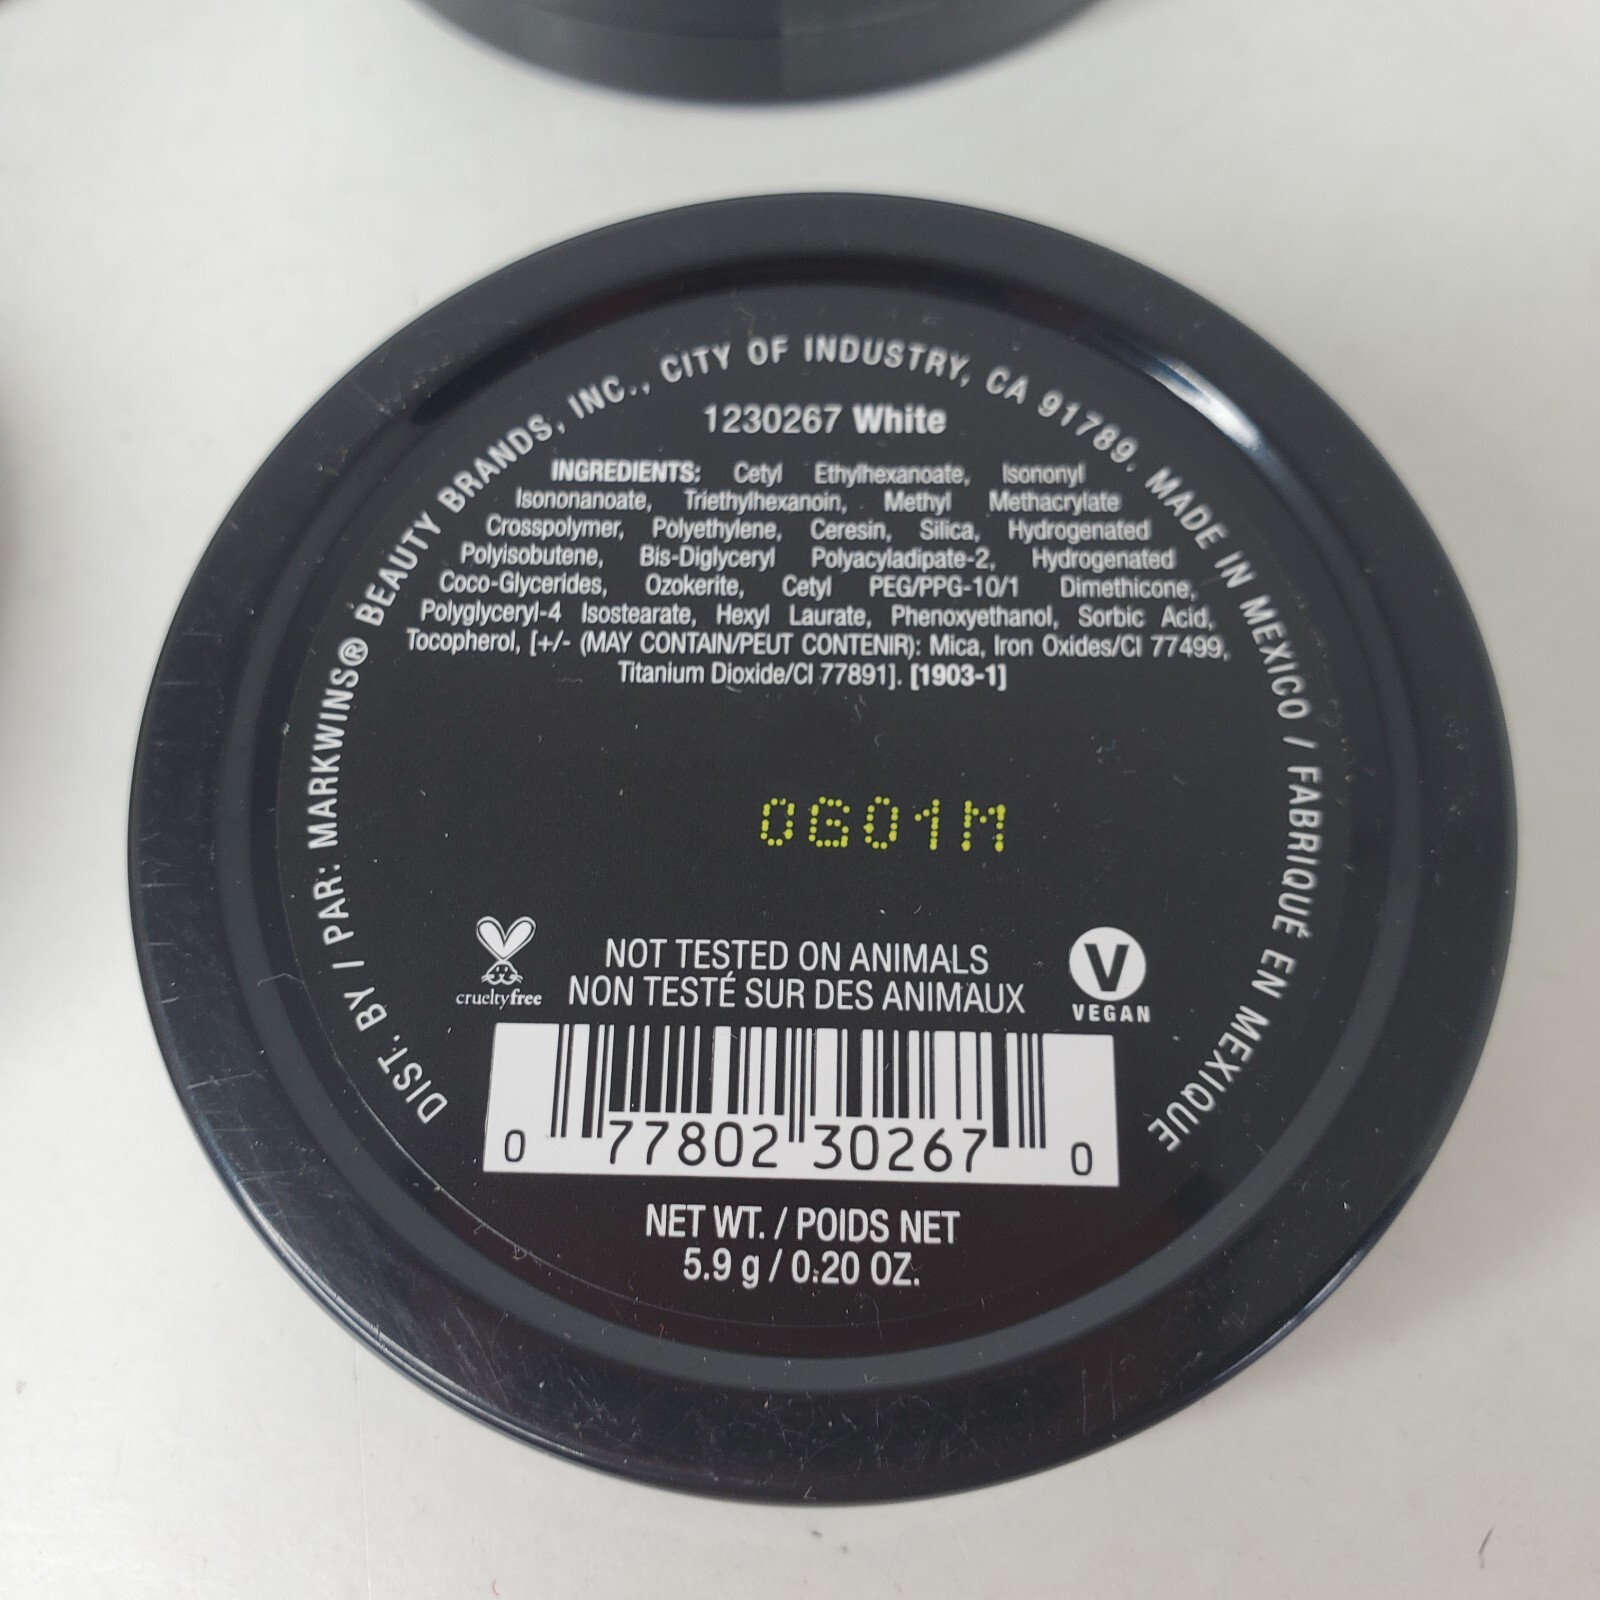 DIST. BY / PAR: MARKWINS® BEAUTY BRANDS, INC., CITY OF INDUSTRY, CA 91789. MADE IN MEXICO / FABRIQUÉ EN MEXIQUE
1230267 White
INGREDIENTS: Cetyl Ethylhexanoate, Isononyl
Isononanoate, Triethylhexanoin, Methyl Methacrylate
Crosspolymer, Polyethylene, Ceresin, Silica, Hydrogenated
Polyisobutene, Bis-Diglyceryl Polyacyladipate-2, Hydrogenated
Coco-Glycerides, Ozokerite, Cetyl PEG/PPG-10/1 Dimethicone,
Polyglyceryl-4 Isostearate, Hexyl Laurate, Phenoxyethanol, Sorbic Acid,
Tocopherol, [+/- (MAY CONTAIN/PEUT CONTENIR): Mica, Iron Oxides/CI 77499,
Titanium Dioxide/CI 77891]. [1903-1]
0G01M
crueltyfree
NOT TESTED ON ANIMALS
NON TESTÉ SUR DES ANIMAUX
V
VEGAN
0 77802 30267 0
NET WT. / POIDS NET
5.9 g / 0.20 OZ.